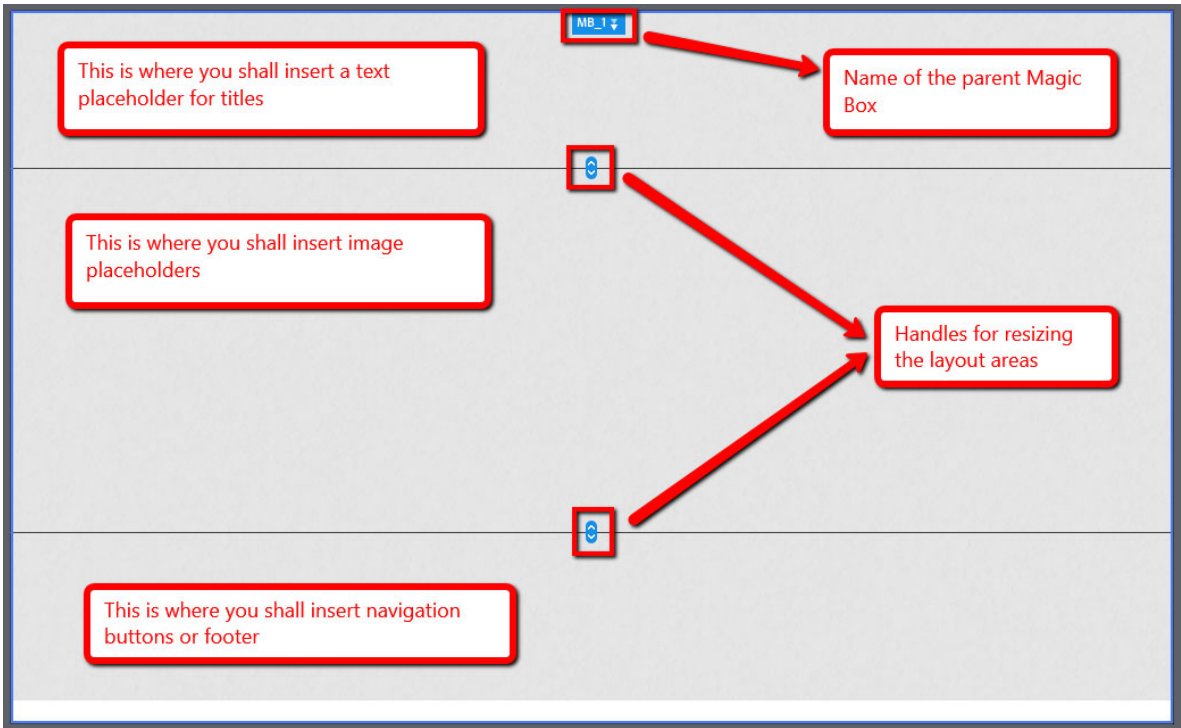 MB_1
This is where you shall insert a text
placeholder for titles
Name of the parent Magic
Box
This is where you shall insert image
placeholders
Handles for resizing
the layout areas
This is where you shall insert navigation
buttons or footer